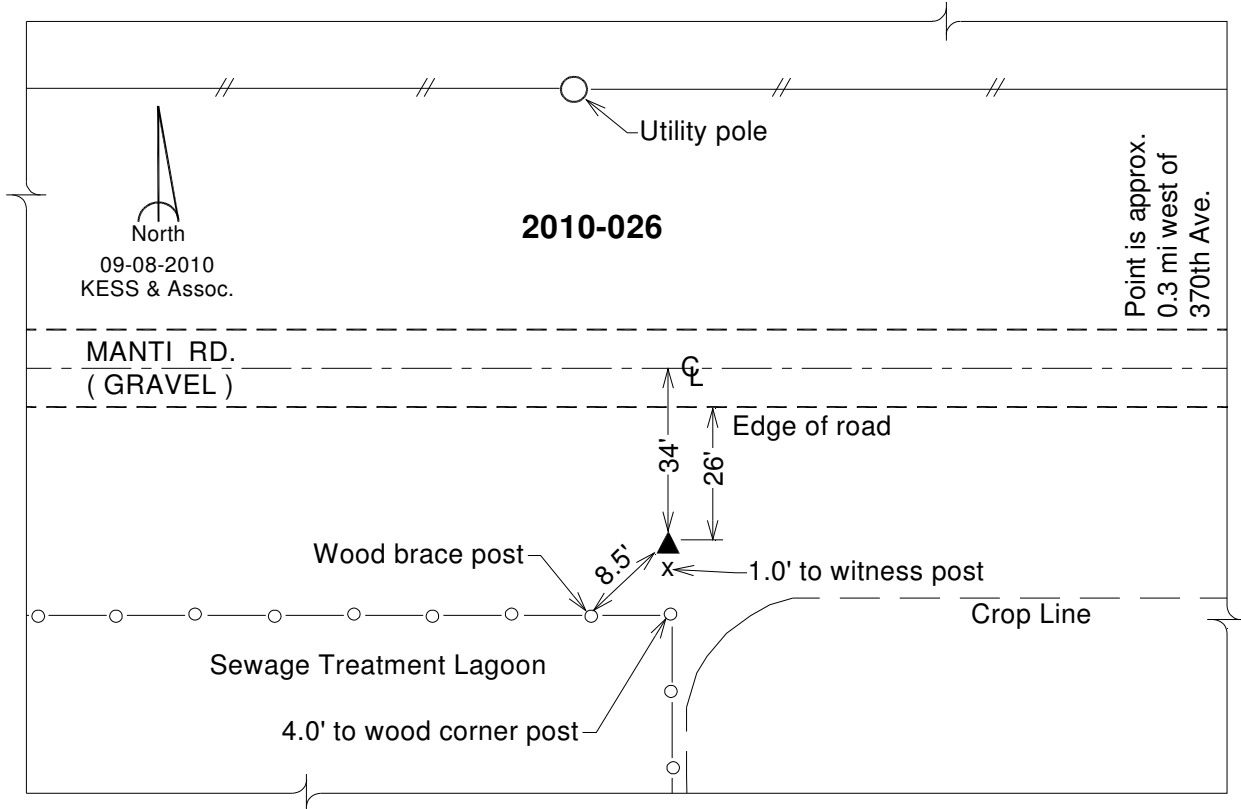 Utility pole
North
09-08-2010
KESS & Assoc.
2010-026
Point is approx.
0.3 mi west of
370th Ave.
MANTI RD.
( GRAVEL )
CL
Edge of road
34'
26'
Wood brace post
8.5'
x
1.0' to witness post
Crop Line
Sewage Treatment Lagoon
4.0' to wood corner post